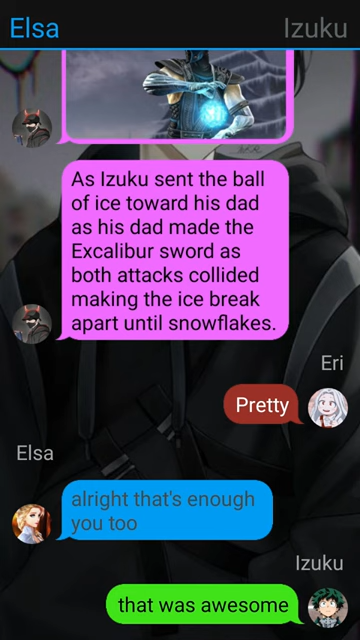 Elsa Izuku
As Izuku sent the ball
of ice toward his dad
as his dad made the
Excalibur sword as
both attacks collided
making the ice break
apart until snowflakes.
Eri
Pretty
Elsa
alright that's enough
you too
Izuku
that was awesome